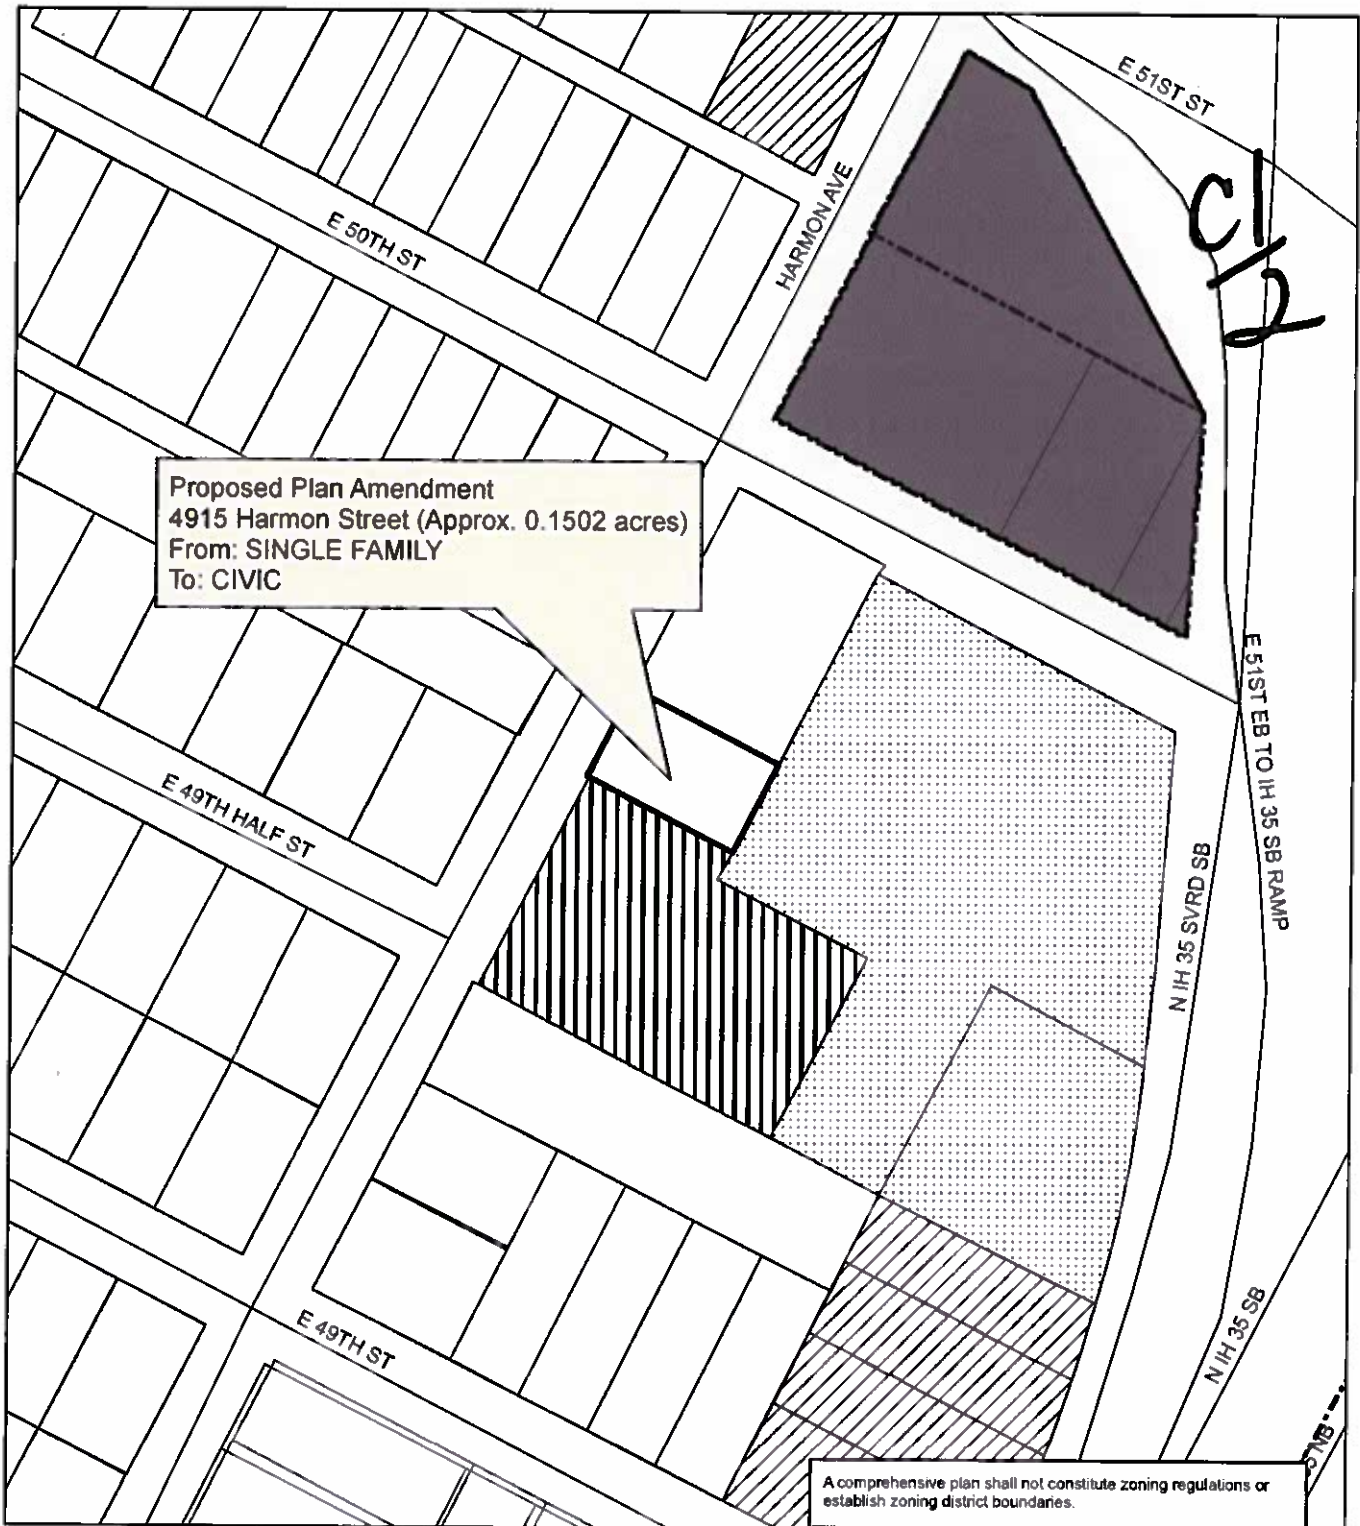 E 51ST ST
C1/2
HARMON AVE
E 50TH ST
Proposed Plan Amendment
4915 Harmon Street (Approx. 0.1502 acres)
From: SINGLE FAMILY
To: CIVIC
E 51ST EB TO IH 35 SB RAMP
E 49TH HALF ST
N IH 35 SVRD SB
N IH 35 SB
E 49TH ST
NB
A comprehensive plan shall not constitute zoning regulations or
establish zoning district boundaries.